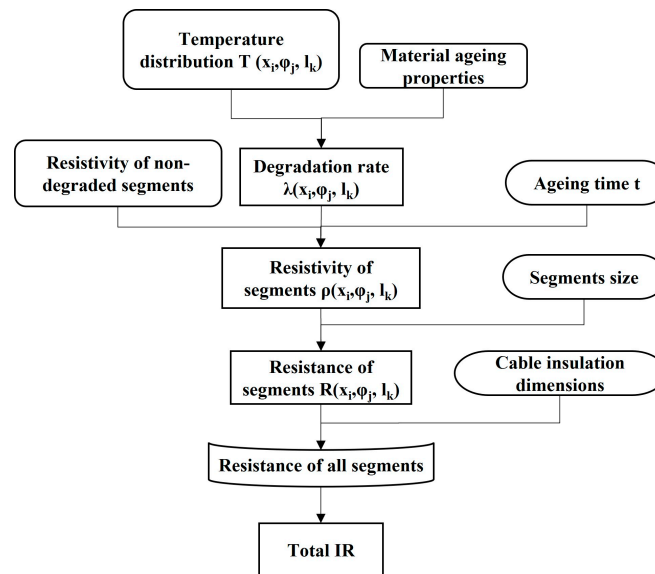 Temperature
distribution T (xᵢ,φⱼ, lₖ)
Material ageing
properties
Resistivity of non-
degraded segments
Degradation rate
λ(xᵢ,φⱼ, lₖ)
Ageing time t
Resistivity of
segments ρ(xᵢ,φⱼ, lₖ)
Segments size
Resistance of
segments R(xᵢ,φⱼ, lₖ)
Cable insulation
dimensions
Resistance of all segments
Total IR